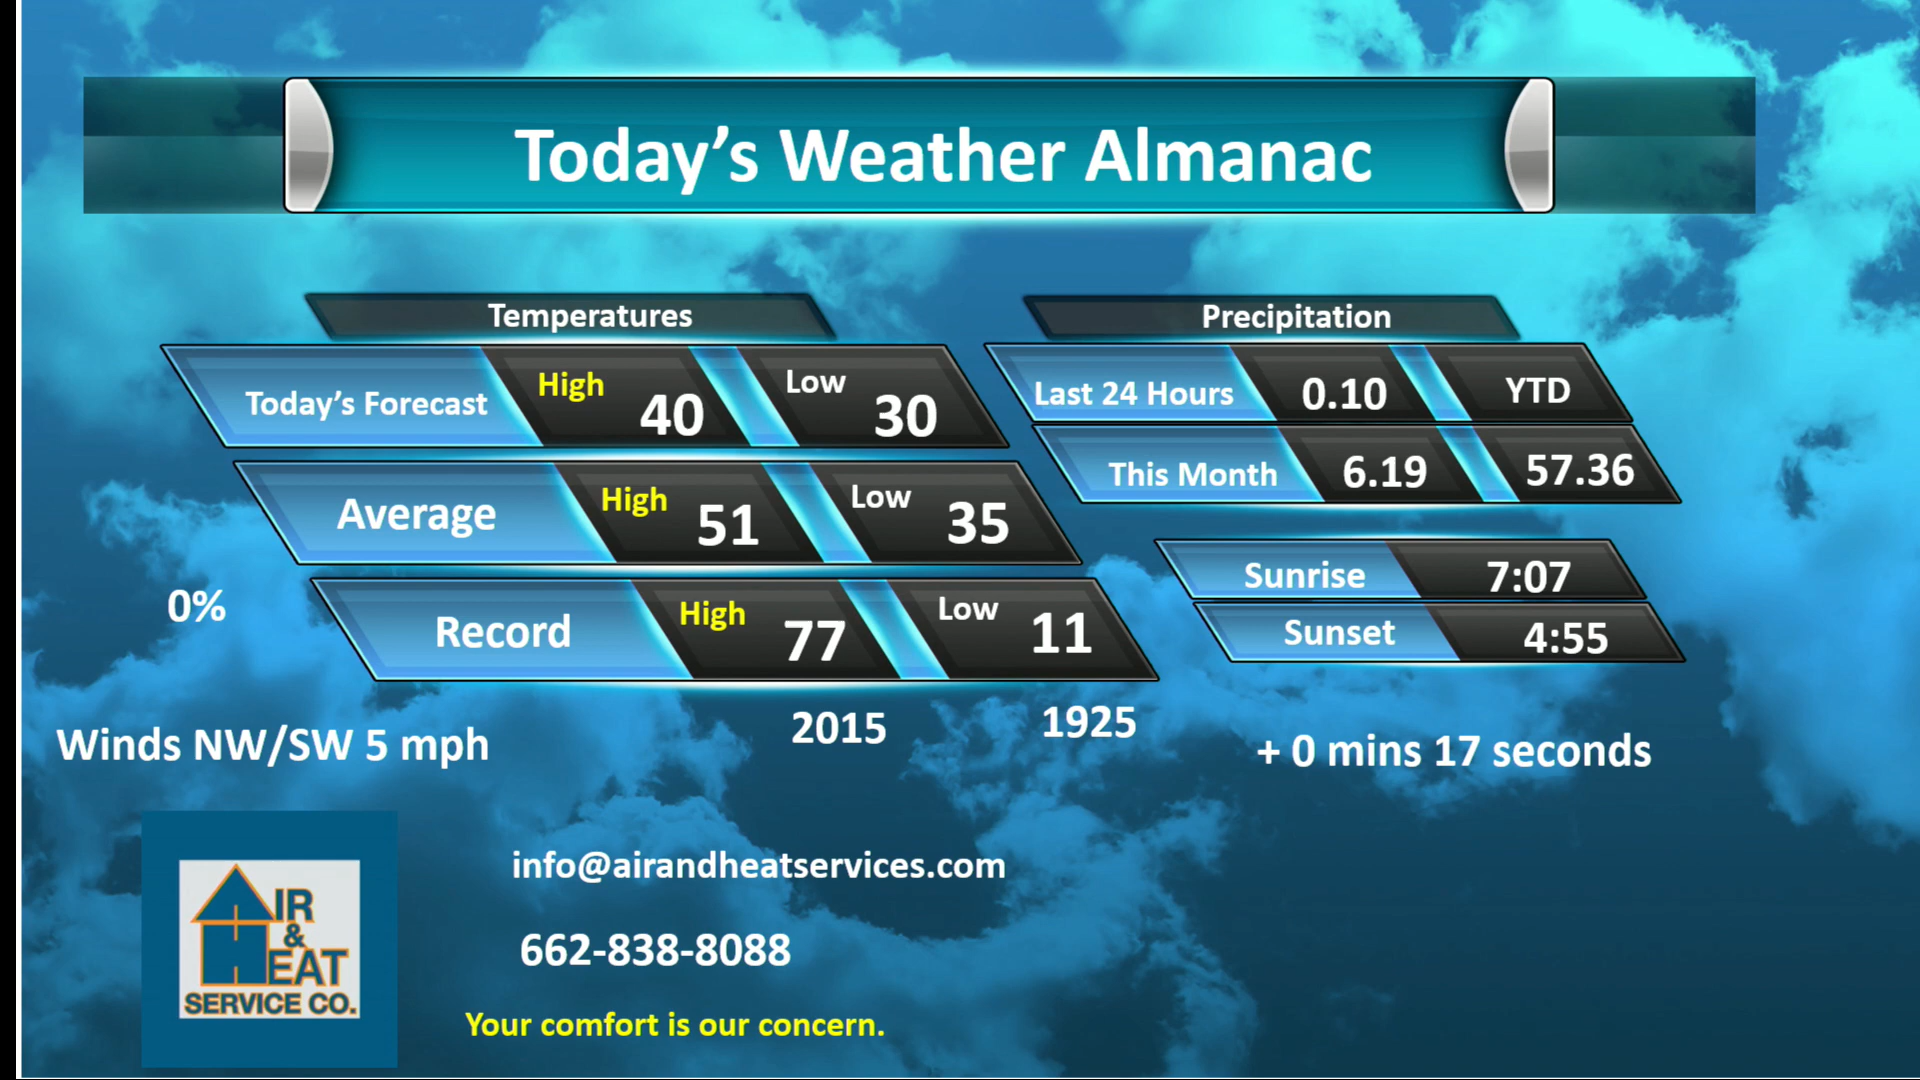 Today's Weather Almanac
Temperatures
Today's Forecast High 40 Low 30
Average High 51 Low 35
Record High 77 Low 11
2015 1925
0%
Winds NW/SW 5 mph
Precipitation
Last 24 Hours 0.10 YTD
This Month 6.19 57.36
Sunrise 7:07
Sunset 4:55
+ 0 mins 17 seconds
AIR
&
HEAT
SERVICE CO.
info@airandheatservices.com
662-838-8088
Your comfort is our concern.